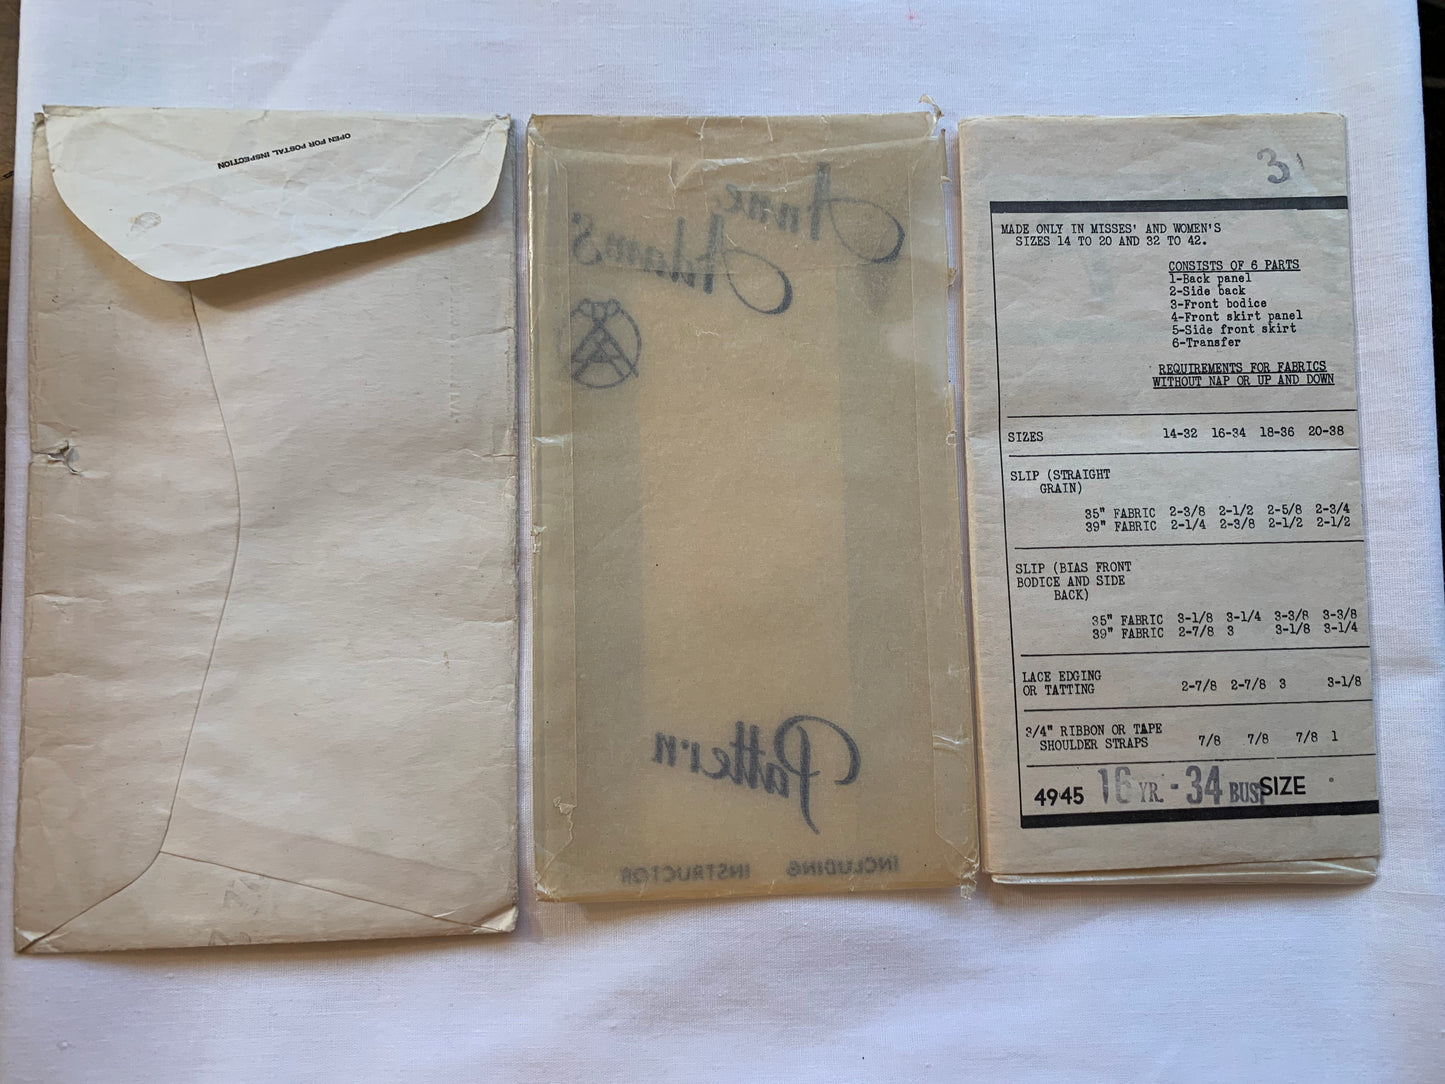 OPEN FOR POSTAL INSPECTION
Anne
Adams
Pattern
INCLUDING INSTRUCTOR
3
MADE ONLY IN MISSES' AND WOMEN'S
SIZES 14 TO 20 AND 32 TO 42.
CONSISTS OF 6 PARTS
1-Back panel
2-Side back
3-Front bodice
4-Front skirt panel
5-Side front skirt
6-Transfer
REQUIREMENTS FOR FABRICS
WITHOUT NAP OR UP AND DOWN
SIZES 14-32 16-34 18-36 20-38
SLIP (STRAIGHT
GRAIN)
35" FABRIC 2-3/8 2-1/2 2-5/8 2-3/4
39" FABRIC 2-1/4 2-3/8 2-1/2 2-1/2
SLIP (BIAS FRONT
BODICE AND SIDE
BACK)
35" FABRIC 3-1/8 3-1/4 3-3/8 3-3/8
39" FABRIC 2-7/8 3 3-1/8 3-1/4
LACE EDGING
OR TATTING 2-7/8 2-7/8 3 3-1/8
3/4" RIBBON OR TAPE
SHOULDER STRAPS 7/8 7/8 7/8 1
4945 16 YR. - 34 BUST SIZE